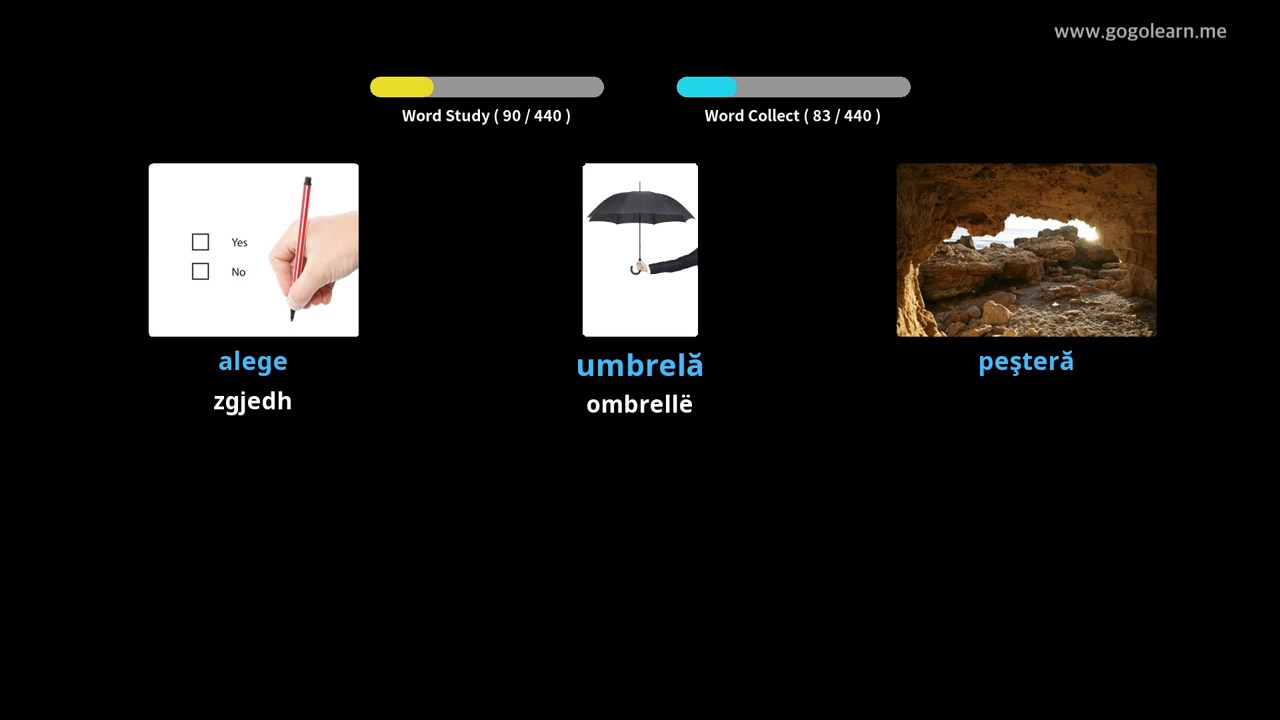 www.gogolearn.me
Word Study ( 90 / 440 )
Word Collect ( 83 / 440 )
Yes
No
alege
zgjedh
umbrelă
ombrellë
peşteră